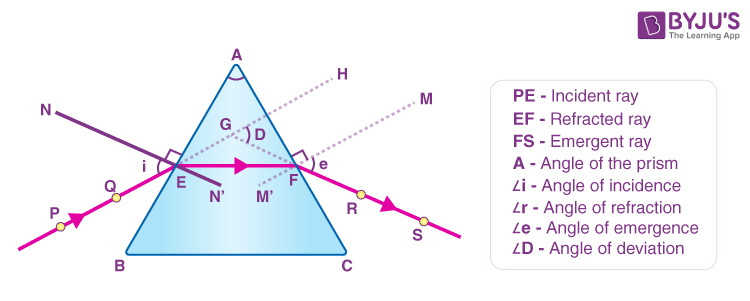 BYJU'S
The Learning App
A
H
N
M
G
D
i
e
E
F
Q
N'
M'
P
R
S
B
C
PE - Incident ray
EF - Refracted ray
FS - Emergent ray
A - Angle of the prism
∠i - Angle of incidence
∠r - Angle of refraction
∠e - Angle of emergence
∠D - Angle of deviation